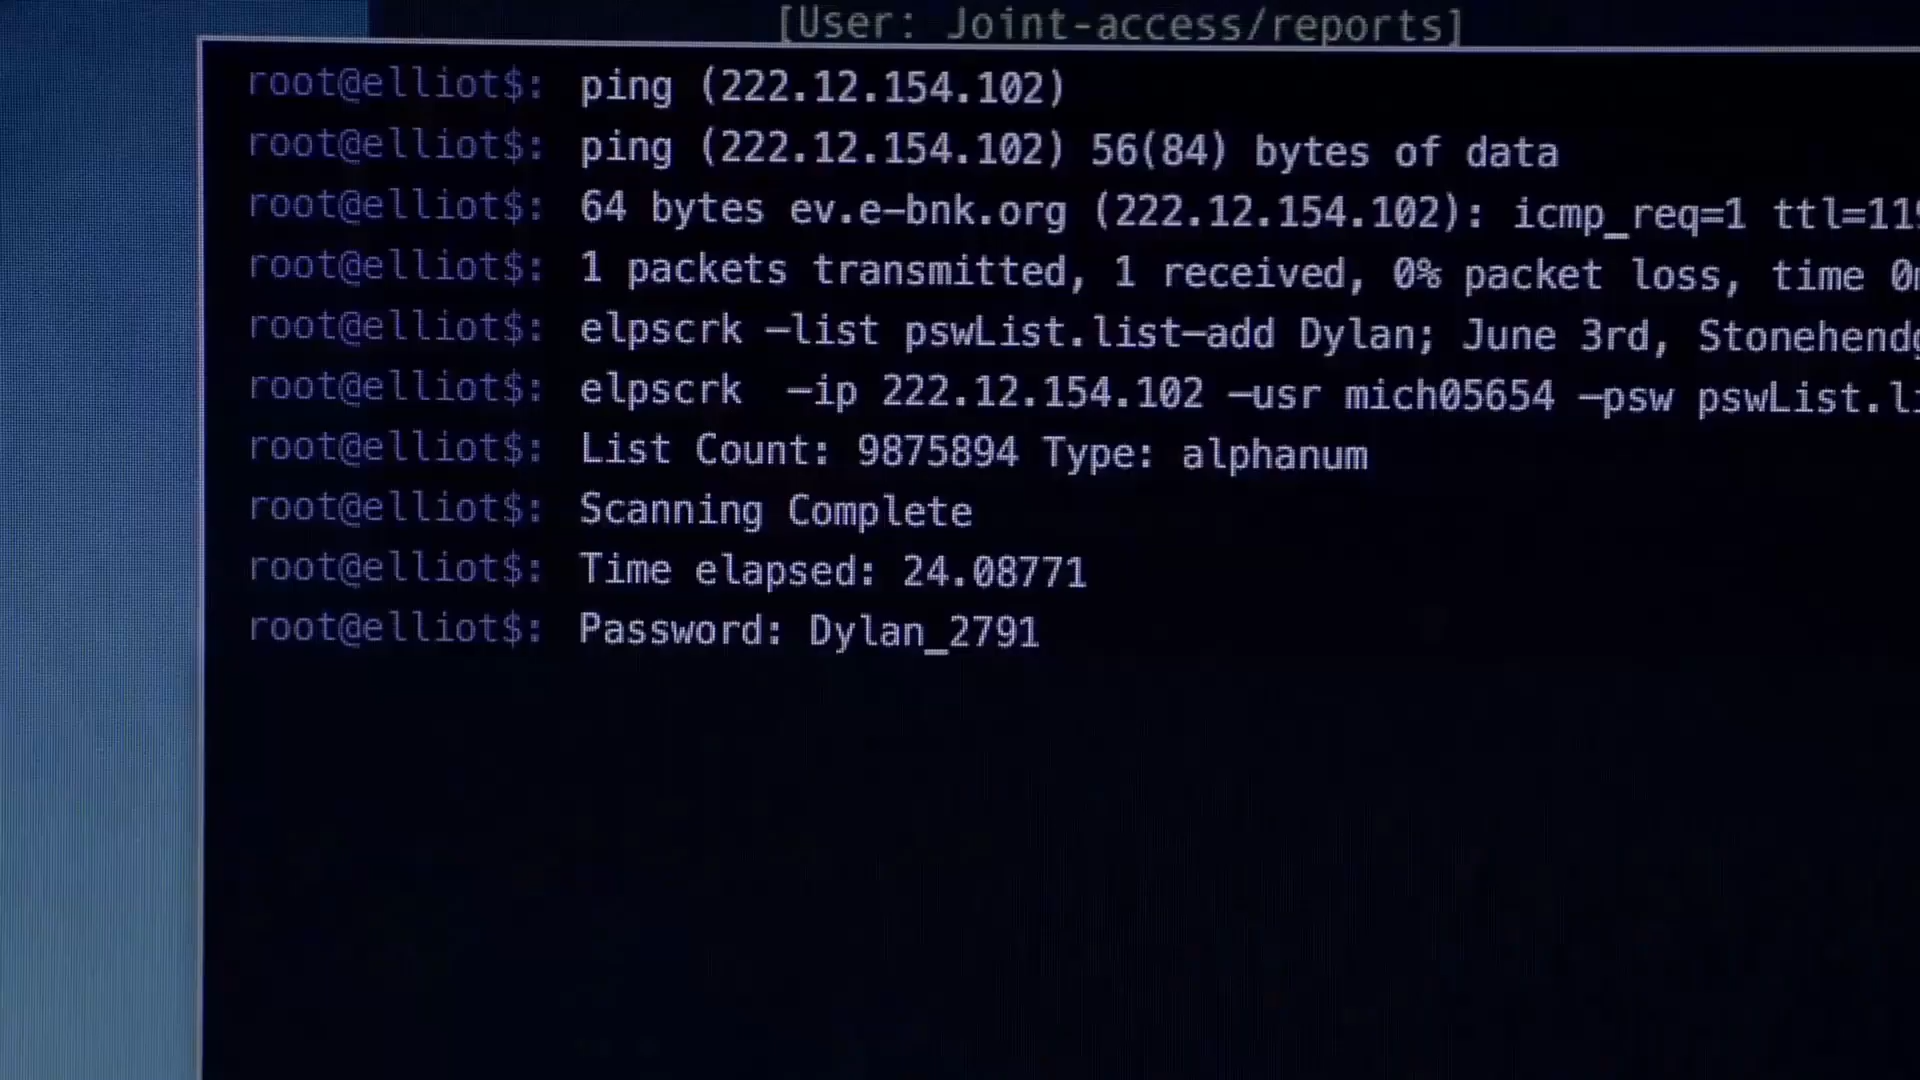 [User: Joint-access/reports]
root@elliot$: ping (222.12.154.102)
root@elliot$: ping (222.12.154.102) 56(84) bytes of data
root@elliot$: 64 bytes ev.e-bnk.org (222.12.154.102): icmp_req=1
root@elliot$: 1 packets transmitted, 1 received, 0% packet loss, time
root@elliot$: elpscrk –list pswList.list–add Dylan; June 3rd,
root@elliot$: elpscrk –ip 222.12.154.102 –usr mich05654 –psw
root@elliot$: List Count: 9875894 Type: alphanum
root@elliot$: Scanning Complete
root@elliot$: Time elapsed: 24.08771
root@elliot$: Password: Dylan_2791